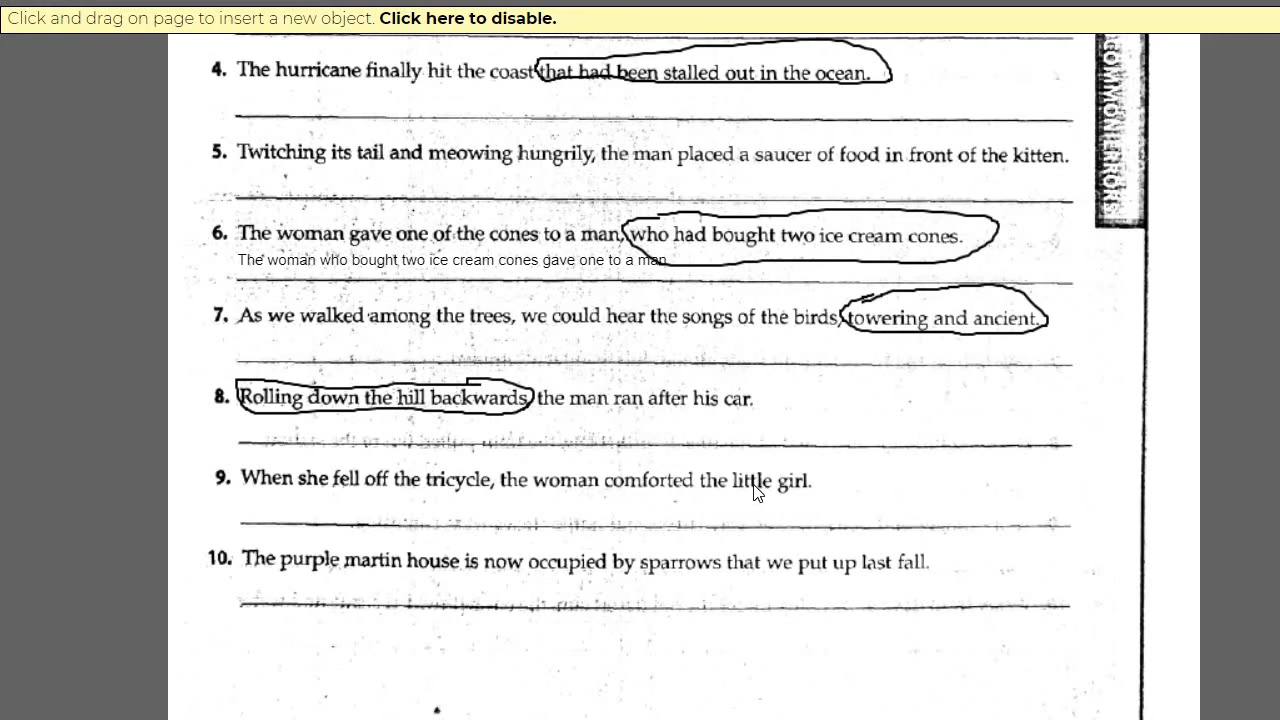 Click and drag on page to insert a new object. Click here to disable.
COMMON ERRORS
4. The hurricane finally hit the coast that had been stalled out in the ocean.
5. Twitching its tail and meowing hungrily, the man placed a saucer of food in front of the kitten.
6. The woman gave one of the cones to a man, who had bought two ice cream cones.
The woman who bought two ice cream cones gave one to a man
7. As we walked among the trees, we could hear the songs of the birds, towering and ancient.
8. Rolling down the hill backwards, the man ran after his car.
9. When she fell off the tricycle, the woman comforted the little girl.
10. The purple martin house is now occupied by sparrows that we put up last fall.